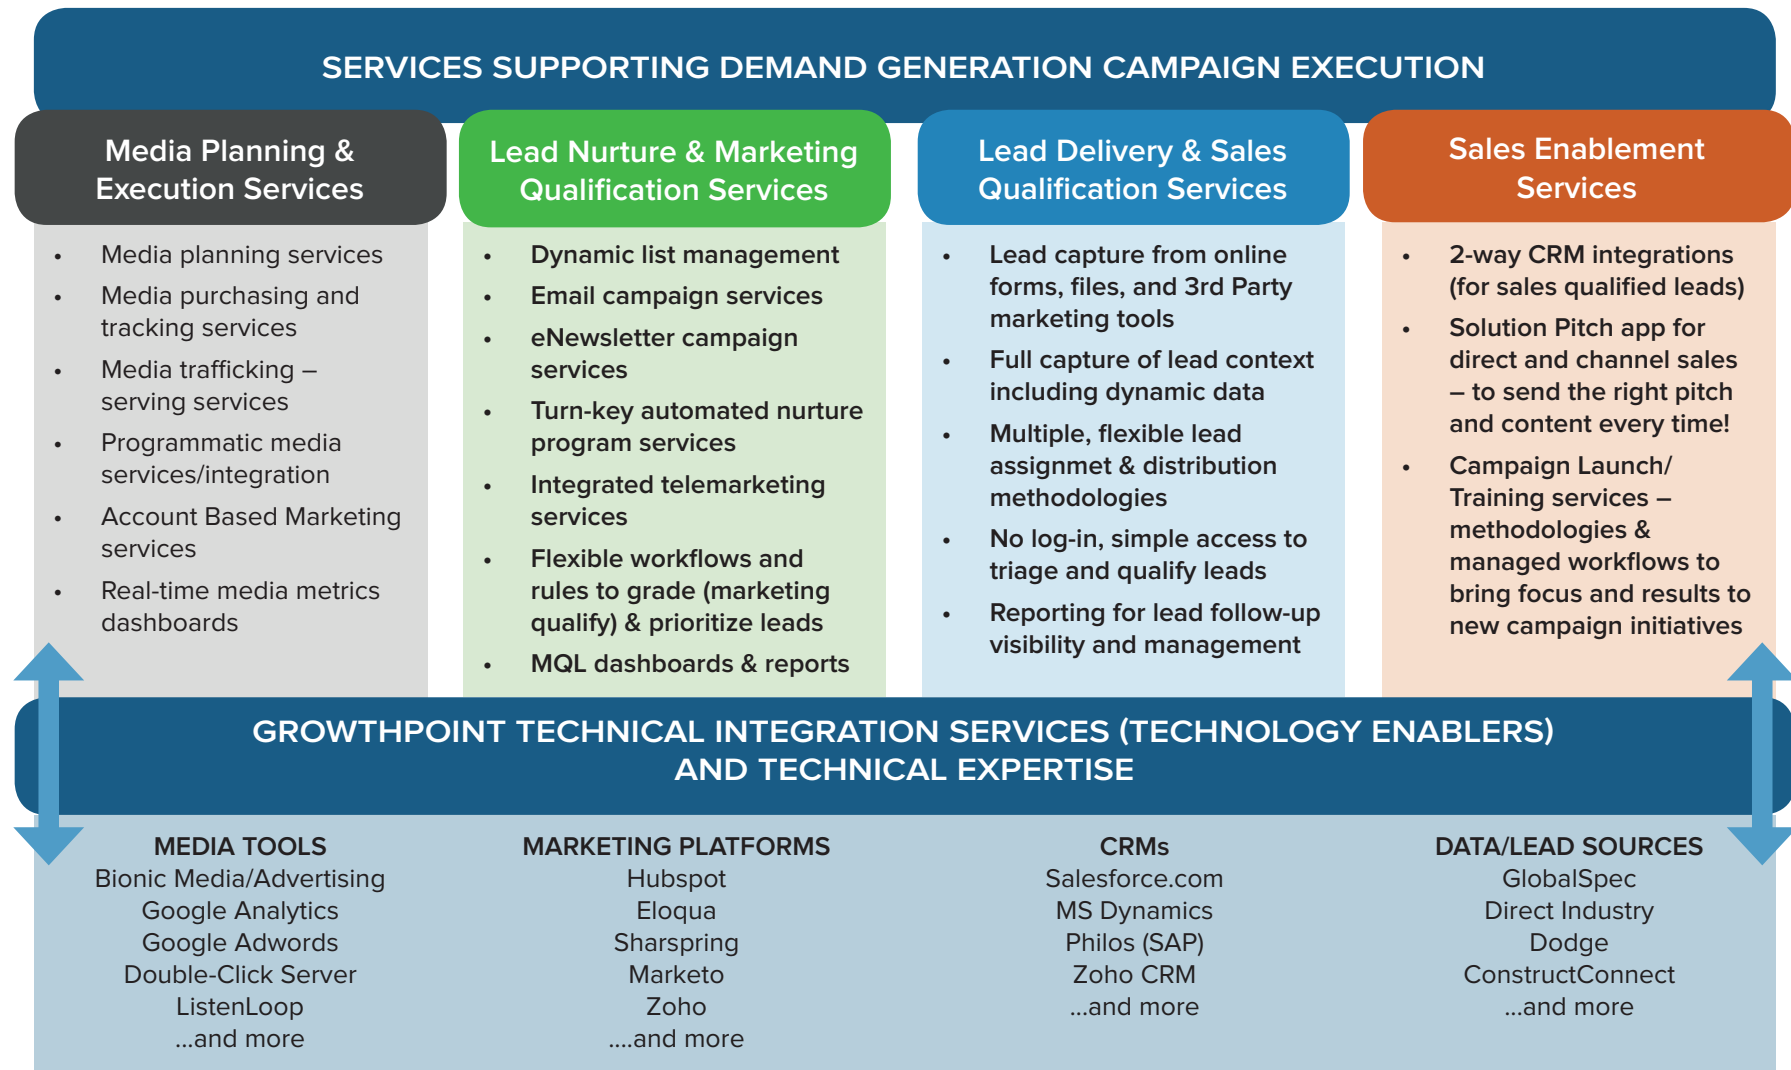 SERVICES SUPPORTING DEMAND GENERATION CAMPAIGN EXECUTION
Media Planning &
Execution Services
• Media planning services
• Media purchasing and
tracking services
• Media trafficking –
serving services
• Programmatic media
services/integration
• Account Based Marketing
services
• Real-time media metrics
dashboards
Lead Nurture & Marketing
Qualification Services
• Dynamic list management
• Email campaign services
• eNewsletter campaign
services
• Turn-key automated nurture
program services
• Integrated telemarketing
services
• Flexible workflows and
rules to grade (marketing
qualify) & prioritize leads
• MQL dashboards & reports
Lead Delivery & Sales
Qualification Services
• Lead capture from online
forms, files, and 3rd Party
marketing tools
• Full capture of lead context
including dynamic data
• Multiple, flexible lead
assignmet & distribution
methodologies
• No log-in, simple access to
triage and qualify leads
• Reporting for lead follow-up
visibility and management
Sales Enablement
Services
• 2-way CRM integrations
(for sales qualified leads)
• Solution Pitch app for
direct and channel sales
– to send the right pitch
and content every time!
• Campaign Launch/
Training services –
methodologies &
managed workflows to
bring focus and results to
new campaign initiatives
GROWTHPOINT TECHNICAL INTEGRATION SERVICES (TECHNOLOGY ENABLERS)
AND TECHNICAL EXPERTISE
MEDIA TOOLS
Bionic Media/Advertising
Google Analytics
Google Adwords
Double-Click Server
ListenLoop
...and more
MARKETING PLATFORMS
Hubspot
Eloqua
Sharspring
Marketo
Zoho
....and more
CRMs
Salesforce.com
MS Dynamics
Philos (SAP)
Zoho CRM
...and more
DATA/LEAD SOURCES
GlobalSpec
Direct Industry
Dodge
ConstructConnect
...and more